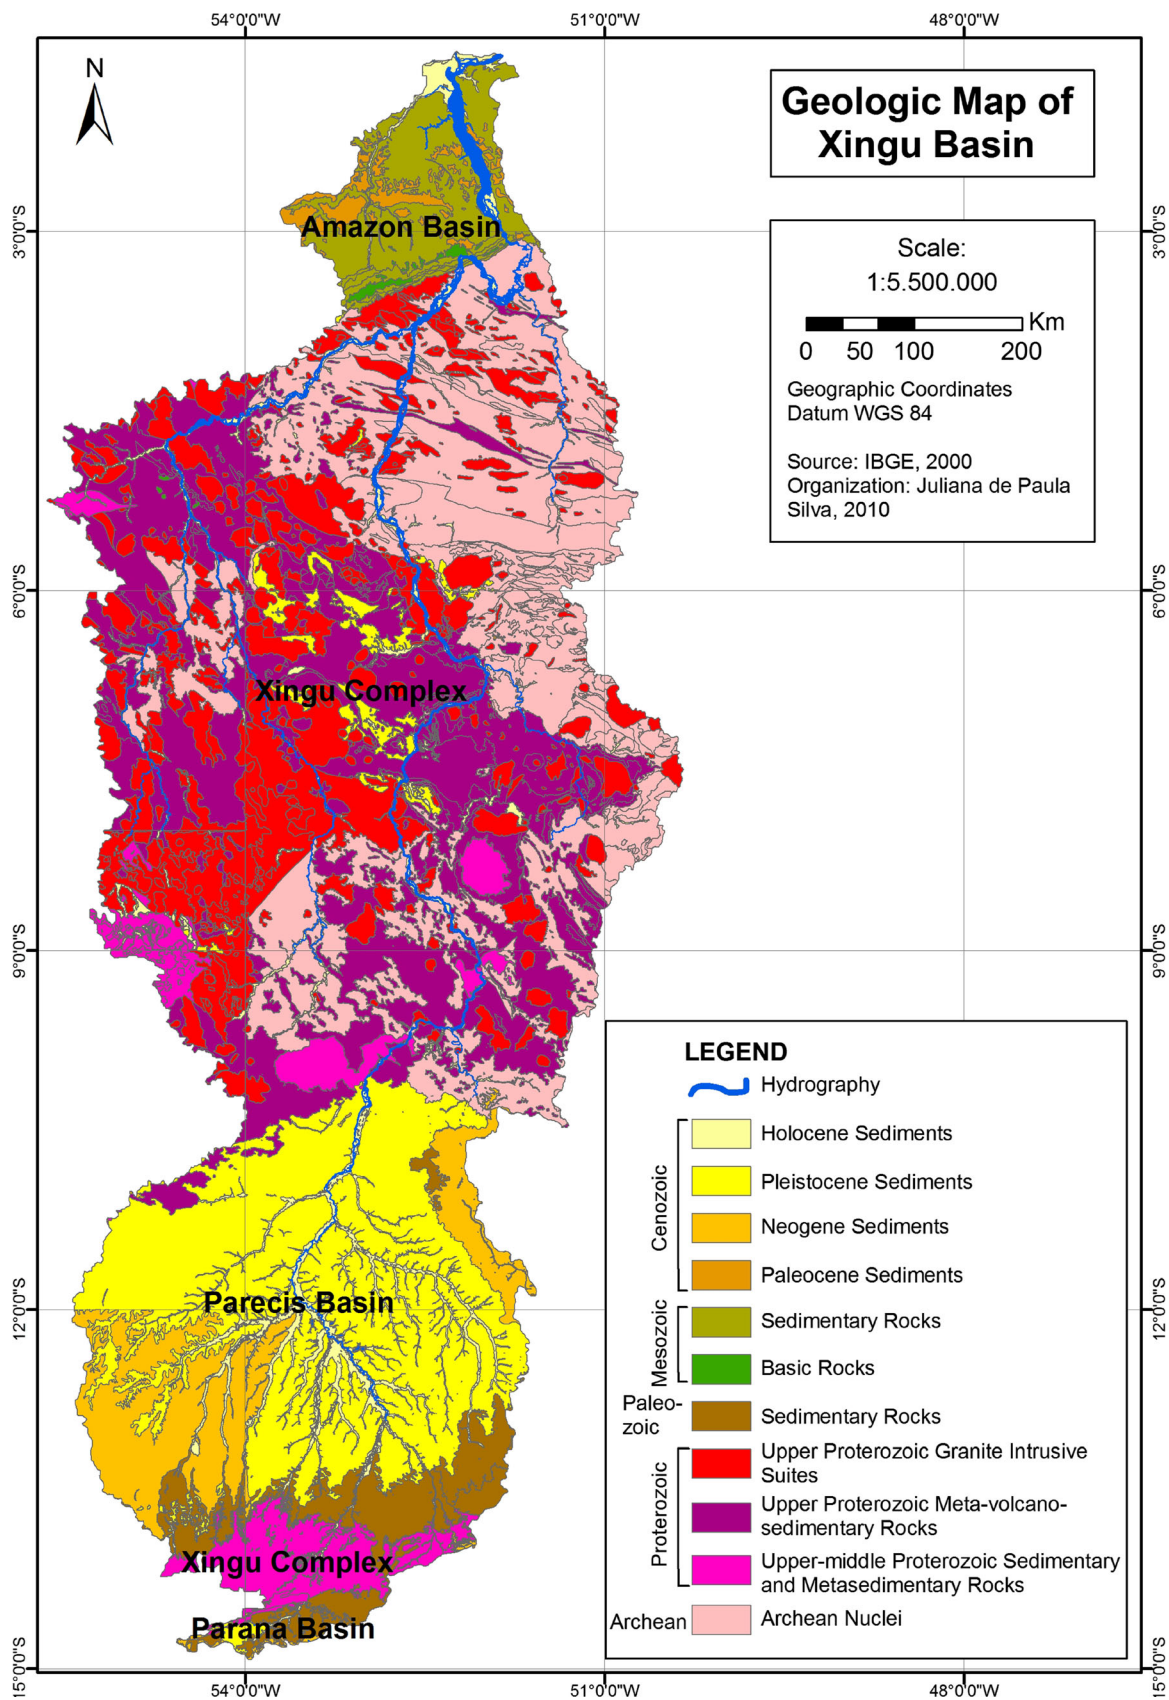 54°0'0"W
51°0'0"W
48°0'0"W
N
Geologic Map of
Xingu Basin
3°0'0"S
3°0'0"S
Amazon Basin
Scale:
1:5.500.000
Km
0 50 100 200
Geographic Coordinates
Datum WGS 84
Source: IBGE, 2000
Organization: Juliana de Paula
Silva, 2010
6°0'0"S
6°0'0"S
Xingu Complex
9°0'0"S
9°0'0"S
LEGEND
Hydrography
Cenozoic
Holocene Sediments
Pleistocene Sediments
Neogene Sediments
Paleocene Sediments
Mesozoic
Sedimentary Rocks
Basic Rocks
Paleo-
zoic
Sedimentary Rocks
Proterozoic
Upper Proterozoic Granite Intrusive
Suites
Upper Proterozoic Meta-volcano-
sedimentary Rocks
Upper-middle Proterozoic Sedimentary
and Metasedimentary Rocks
Archean
Archean Nuclei
Parecis Basin
12°0'0"S
12°0'0"S
Xingu Complex
Parana Basin
15°0'0"S
15°0'0"S
54°0'0"W
51°0'0"W
48°0'0"W